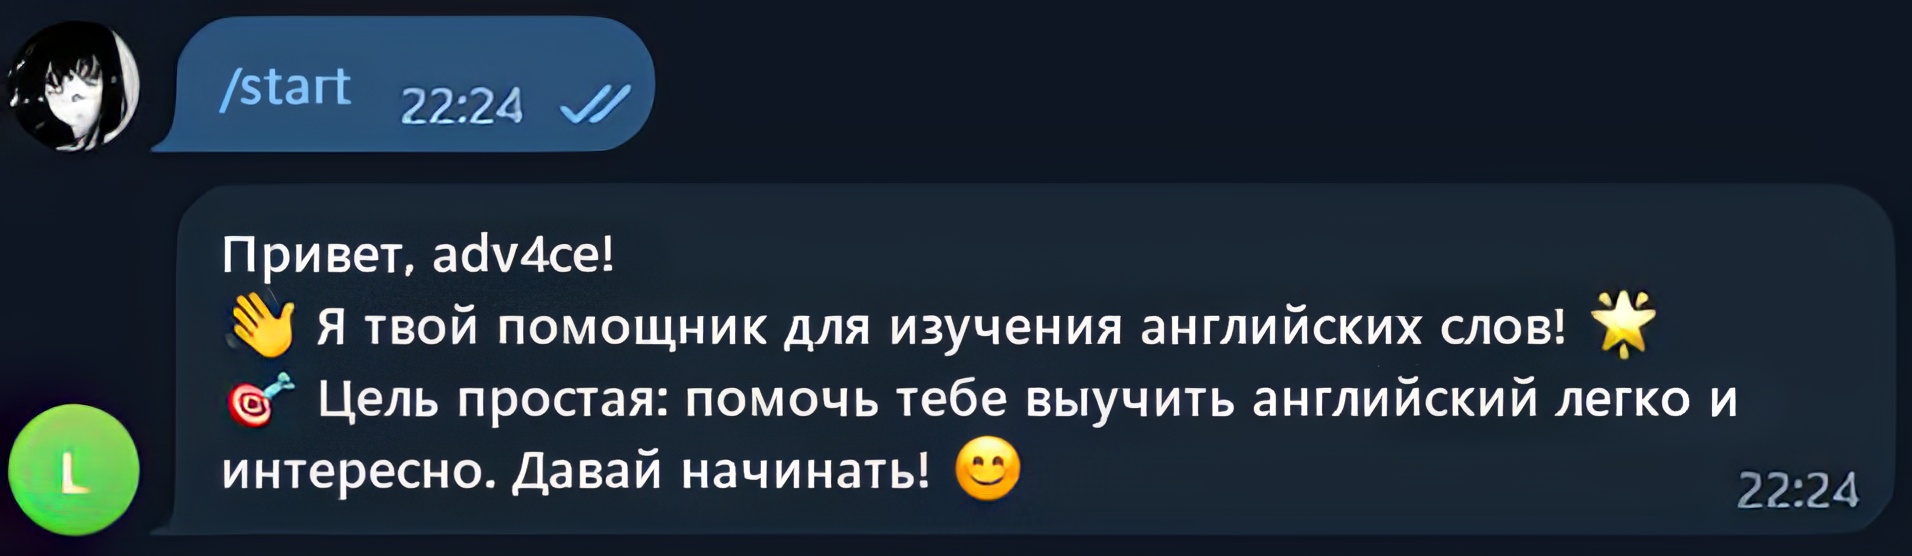 /start 22:24
Привет, adv4ce!
👋 Я твой помощник для изучения английских слов! 🌟
🎯 Цель простая: помочь тебе выучить английский легко и
интересно. Давай начинать! 😊
22:24
L